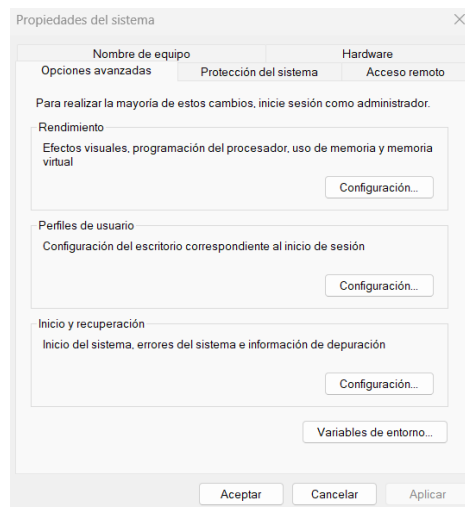 Propiedades del sistema
Nombre de equipo
Hardware
Opciones avanzadas
Protección del sistema
Acceso remoto
Para realizar la mayoría de estos cambios, inicie sesión como administrador.
Rendimiento
Efectos visuales, programación del procesador, uso de memoria y memoria
virtual
Configuración...
Perfiles de usuario
Configuración del escritorio correspondiente al inicio de sesión
Configuración...
Inicio y recuperación
Inicio del sistema, errores del sistema e información de depuración
Configuración...
Variables de entorno...
Aceptar
Cancelar
Aplicar